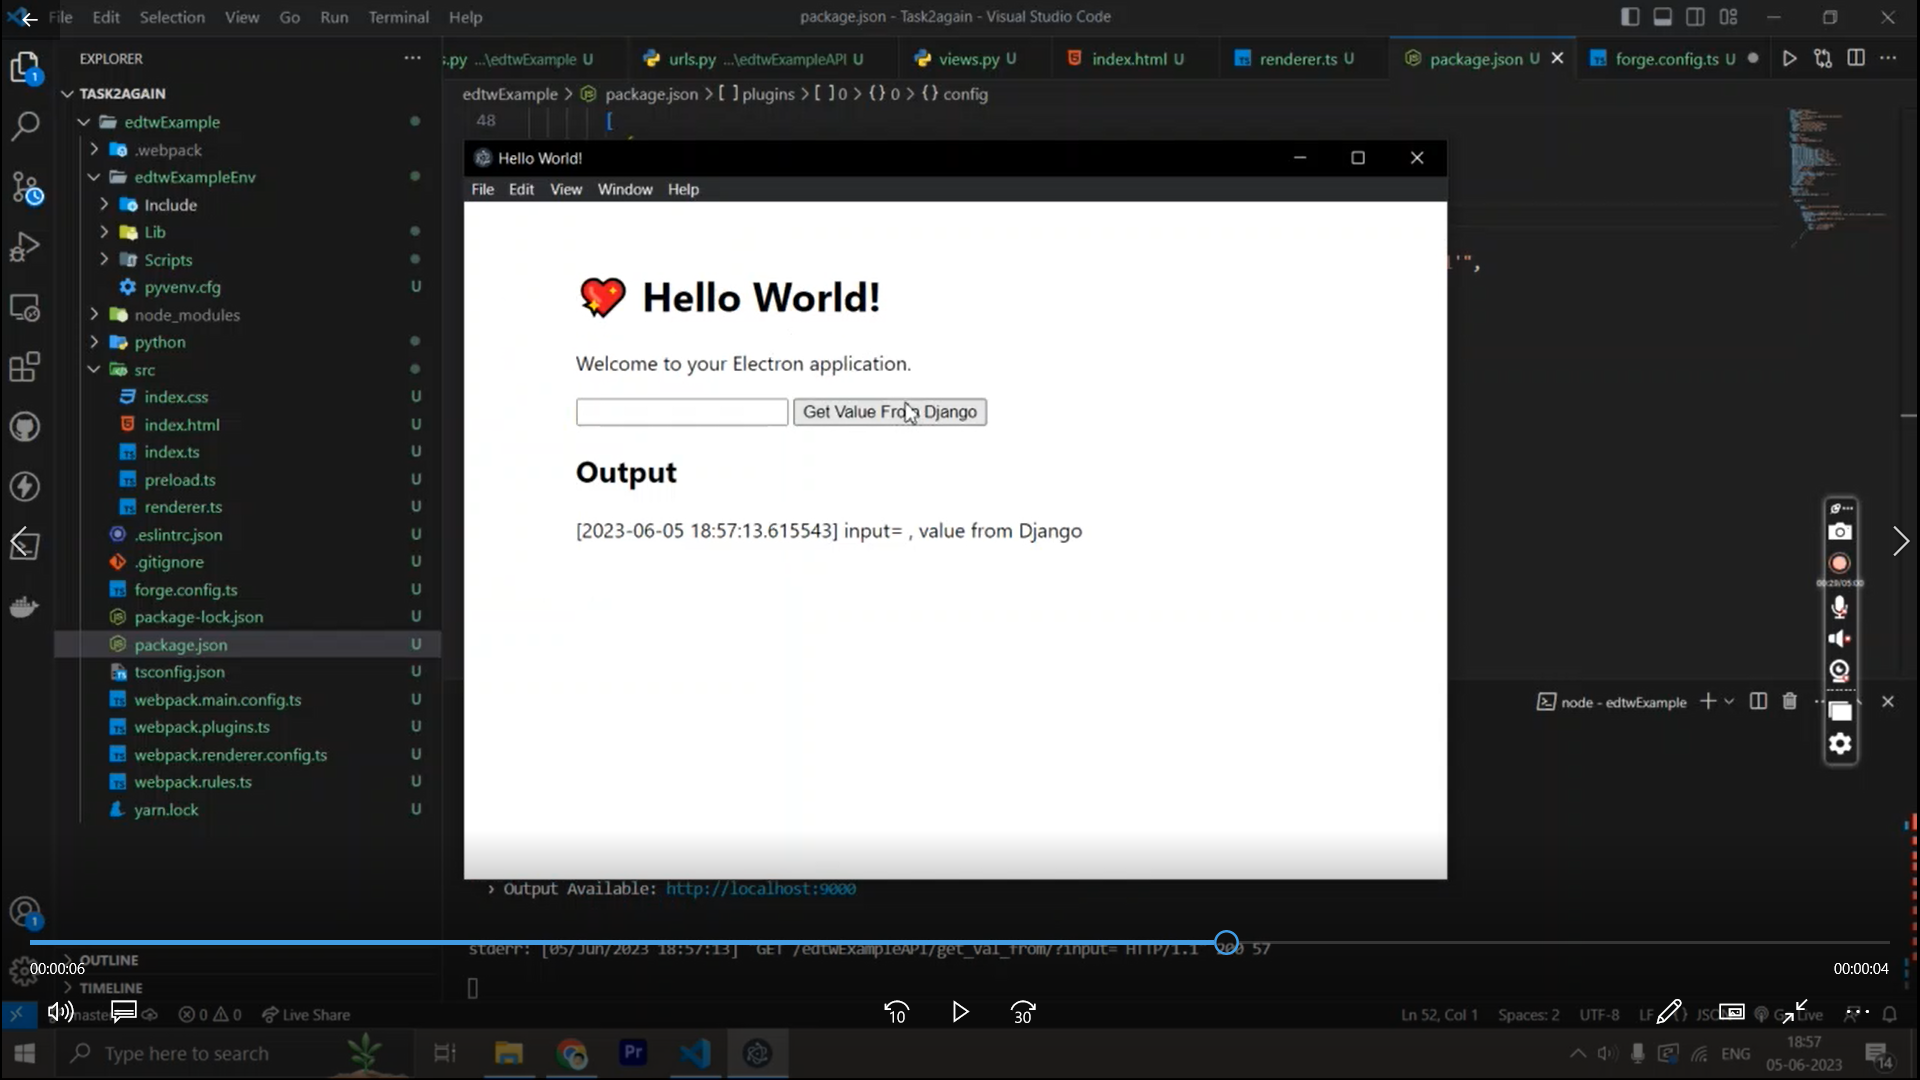 File Edit Selection View Go Run Terminal Help
package.json - Task2again - Visual Studio Code
EXPLORER
s.py ...\edtwExample U
urls.py ...\edtwExampleAPI U
views.py U
index.html U
renderer.ts U
package.json U
forge.config.ts U
edtwExample > package.json > [ ] plugins > [ ] 0 > {} 0 > {} config
48 [
TASK2AGAIN
edtwExample
.webpack
edtwExampleEnv
Include
Lib
Scripts
pyvenv.cfg U
node_modules
python
src
index.css U
index.html U
index.ts U
preload.ts U
renderer.ts U
.eslintrc.json U
.gitignore U
forge.config.ts U
package-lock.json U
package.json U
tsconfig.json U
webpack.main.config.ts U
webpack.plugins.ts U
webpack.renderer.config.ts U
webpack.rules.ts U
yarn.lock U
OUTLINE
TIMELINE
Hello World!
File Edit View Window Help
💖 Hello World!
Welcome to your Electron application.
Get Value From Django
Output
[2023-06-05 18:57:13.615543] input= , value from Django
'",
00:28/05:00
node - edtwExample
› Output Available: http://localhost:9000
stderr: [05/Jun/2023 18:57:13] "GET /edtwExampleAPI/get_val_from/?input= HTTP/1.1" 200 57
00:00:06
00:00:04
10
30
master
0 0
Live Share
Ln 52, Col 1 Spaces: 2 UTF-8 LF {} JSON Go Live
Type here to search
Pr
ENG
18:57
05-06-2023
14